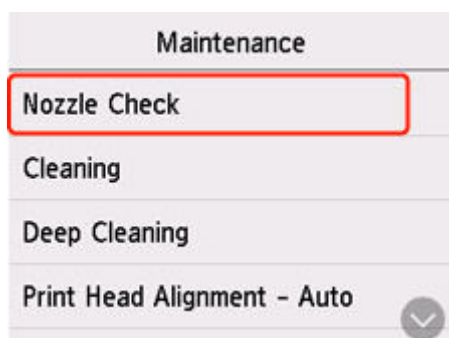 Maintenance
Nozzle Check
Cleaning
Deep Cleaning
Print Head Alignment - Auto